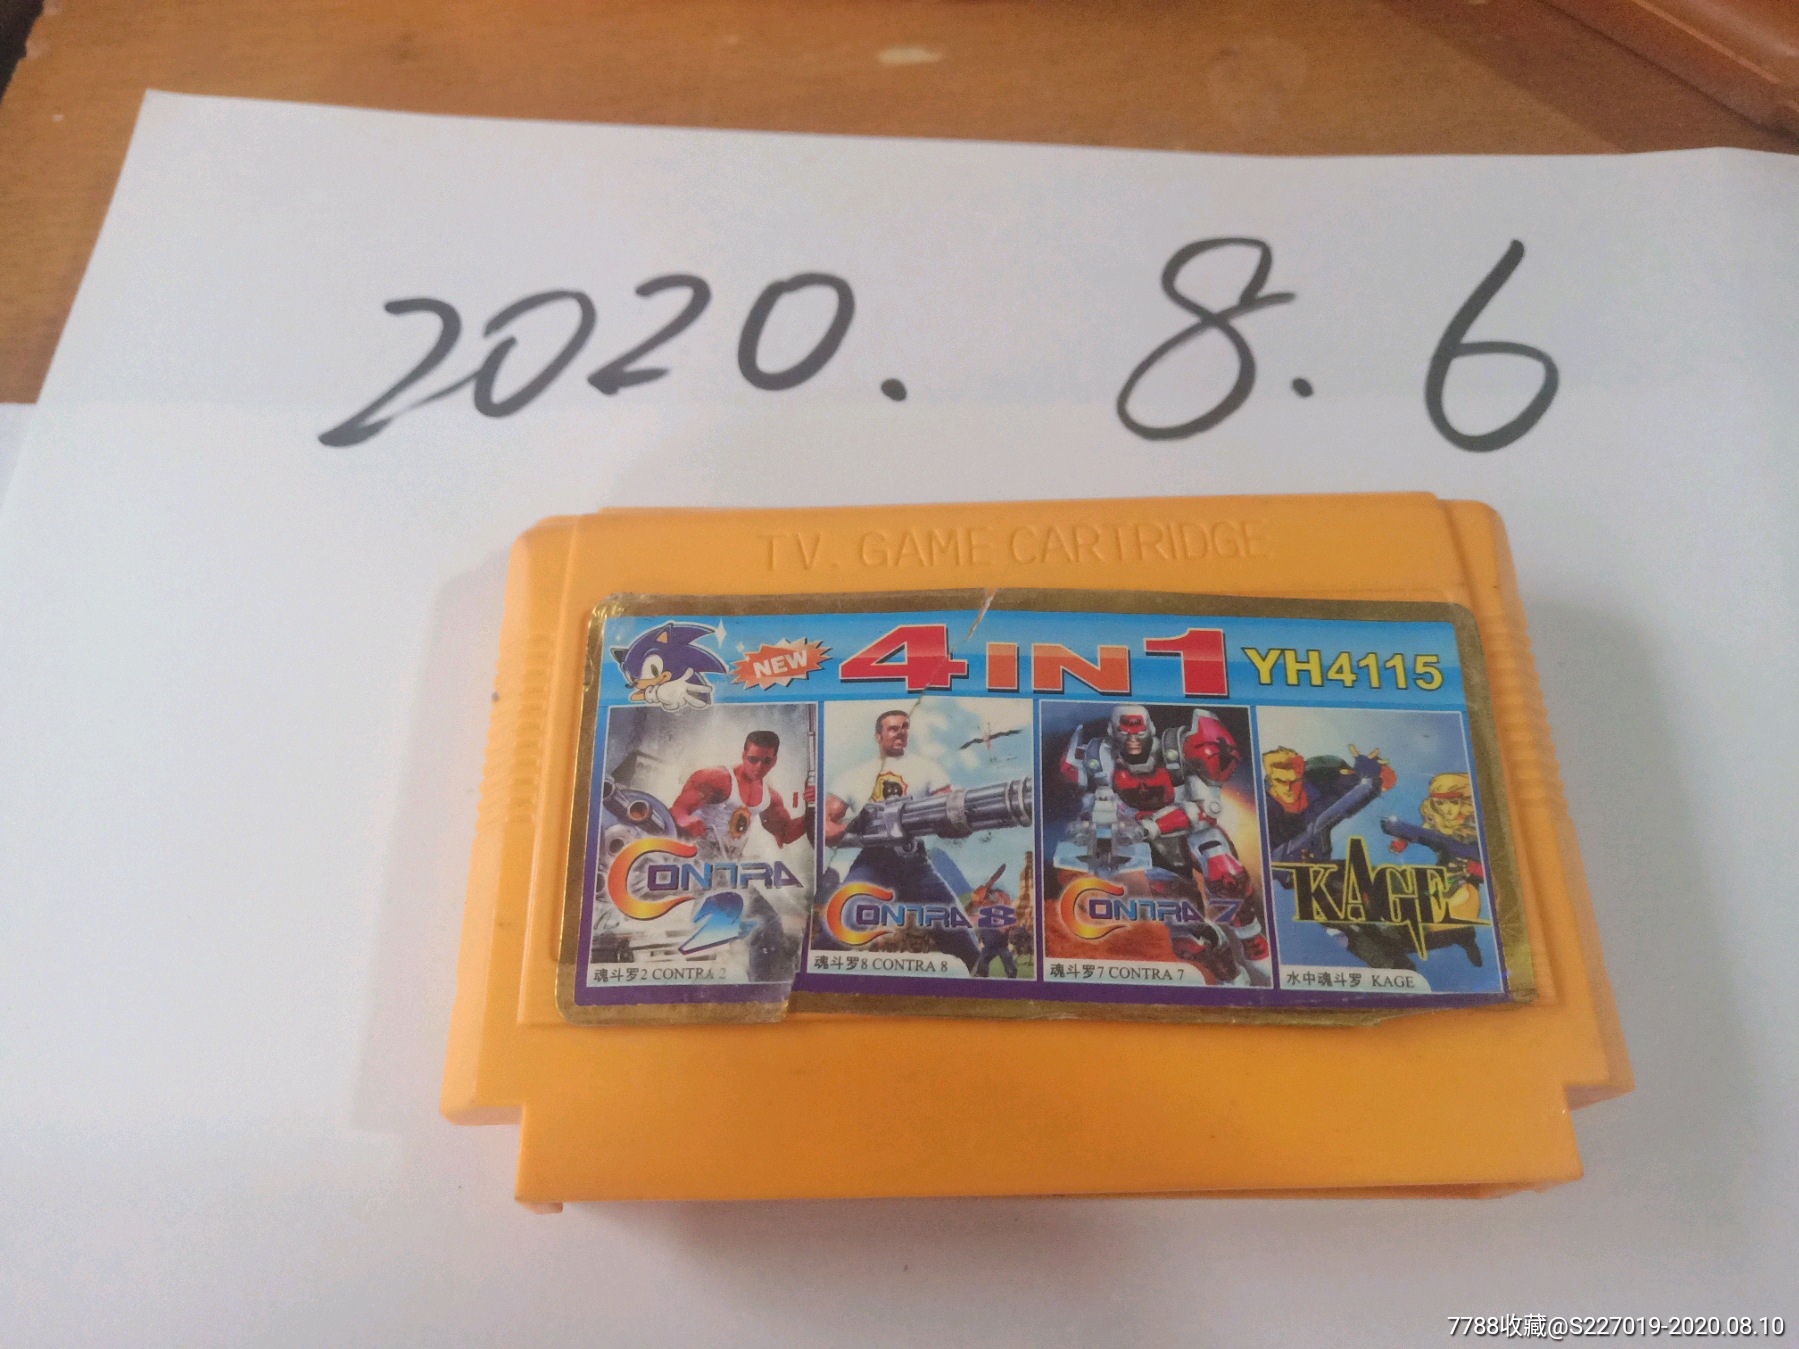 2020. 8.6
TV. GAME CARTRIDGE
NEW 4 IN 1 YH4115
CONTRA 2
CONTRA 8
CONTRA 7
KAGE
魂斗罗2 CONTRA 2
魂斗罗8 CONTRA 8
魂斗罗7 CONTRA 7
水中魂斗罗 KAGE
7788收藏@S227019-2020.08.10